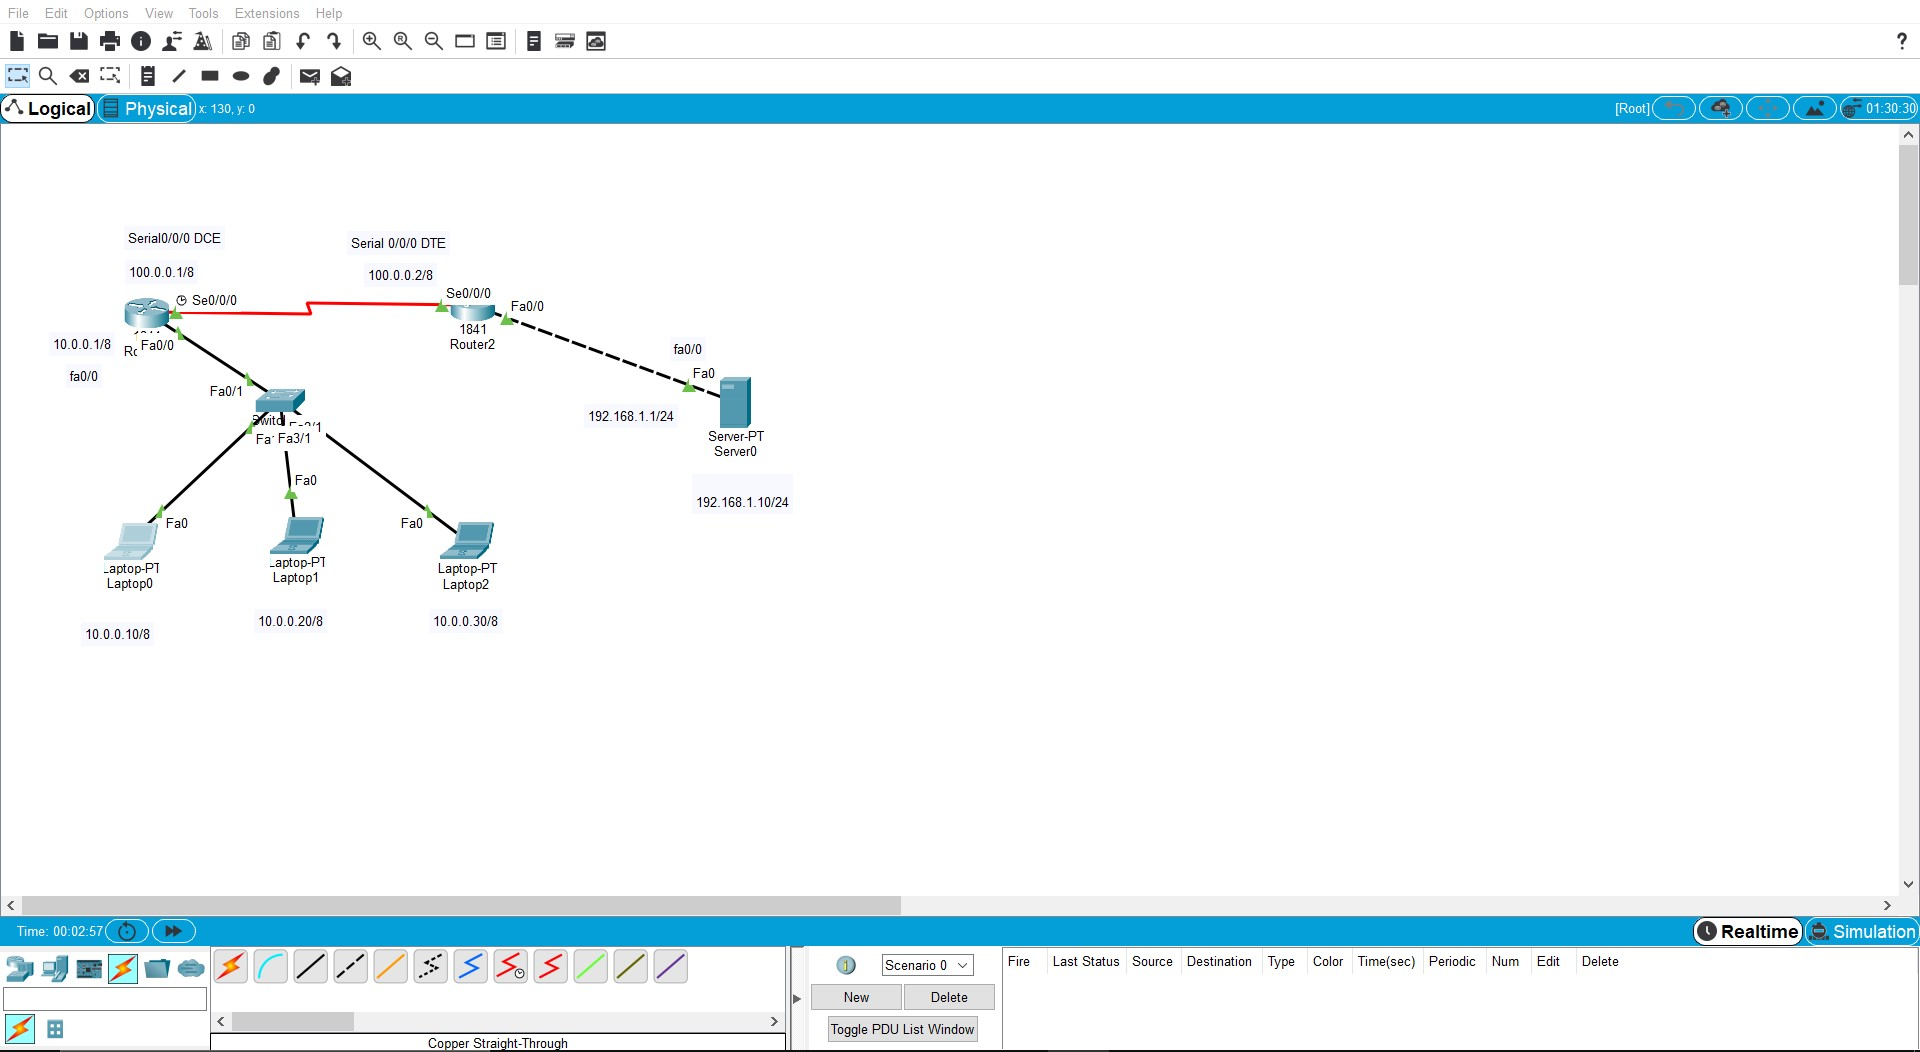 File Edit Options View Tools Extensions Help
Logical Physical x: 130, y: 0 [Root] 01:30:30
Serial0/0/0 DCE
Serial 0/0/0 DTE
100.0.0.1/8
100.0.0.2/8
Se0/0/0
Se0/0/0
Fa0/0
1841
Router2
10.0.0.1/8
Fa0/0
fa0/0
fa0/0
Fa0
Fa0/1
192.168.1.1/24
Fa3/1
Server-PT
Server0
Fa0
192.168.1.10/24
Fa0
Fa0
Laptop-PT
Laptop0
Laptop-PT
Laptop1
Laptop-PT
Laptop2
10.0.0.10/8
10.0.0.20/8
10.0.0.30/8
Time: 00:02:57
Realtime Simulation
Scenario 0
New Delete
Toggle PDU List Window
Fire Last Status Source Destination Type Color Time(sec) Periodic Num Edit Delete
Copper Straight-Through